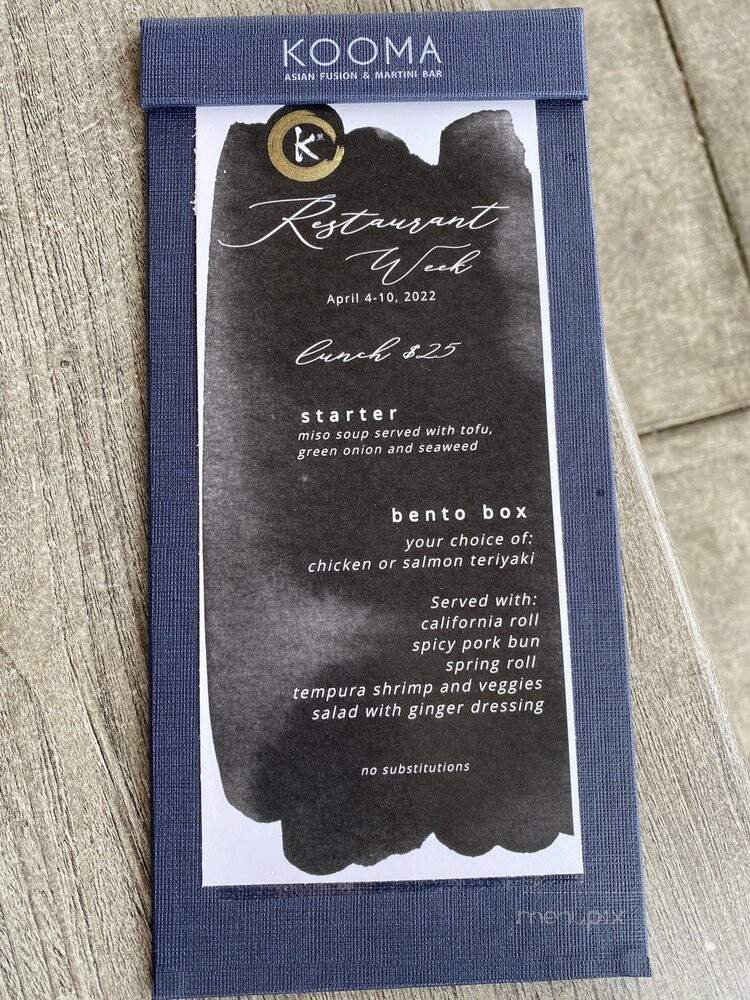 KOOMA
ASIAN FUSION & MARTINI BAR
K
Restaurant
Week
April 4-10, 2022
lunch $25
starter
miso soup served with tofu,
green onion and seaweed
bento box
your choice of:
chicken or salmon teriyaki
Served with:
california roll
spicy pork bun
spring roll
tempura shrimp and veggies
salad with ginger dressing
no substitutions
menupix